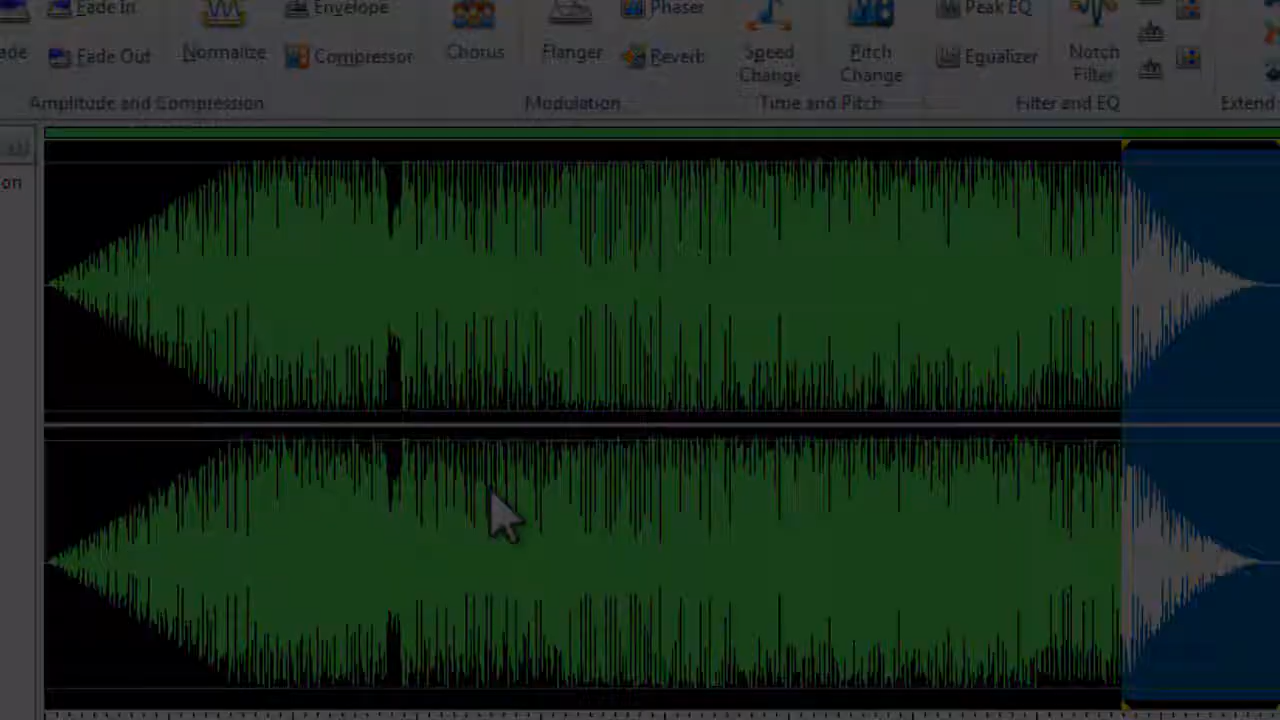 Fade In
Envelope
Phaser
Peak EQ
ade
Fade Out
Normalize
Compressor
Chorus
Flanger
Reverb
Speed
Change
Pitch
Change
Equalizer
Notch
Filter
Amplitude and Compression
Modulation
Time and Pitch
Filter and EQ
Extend
on